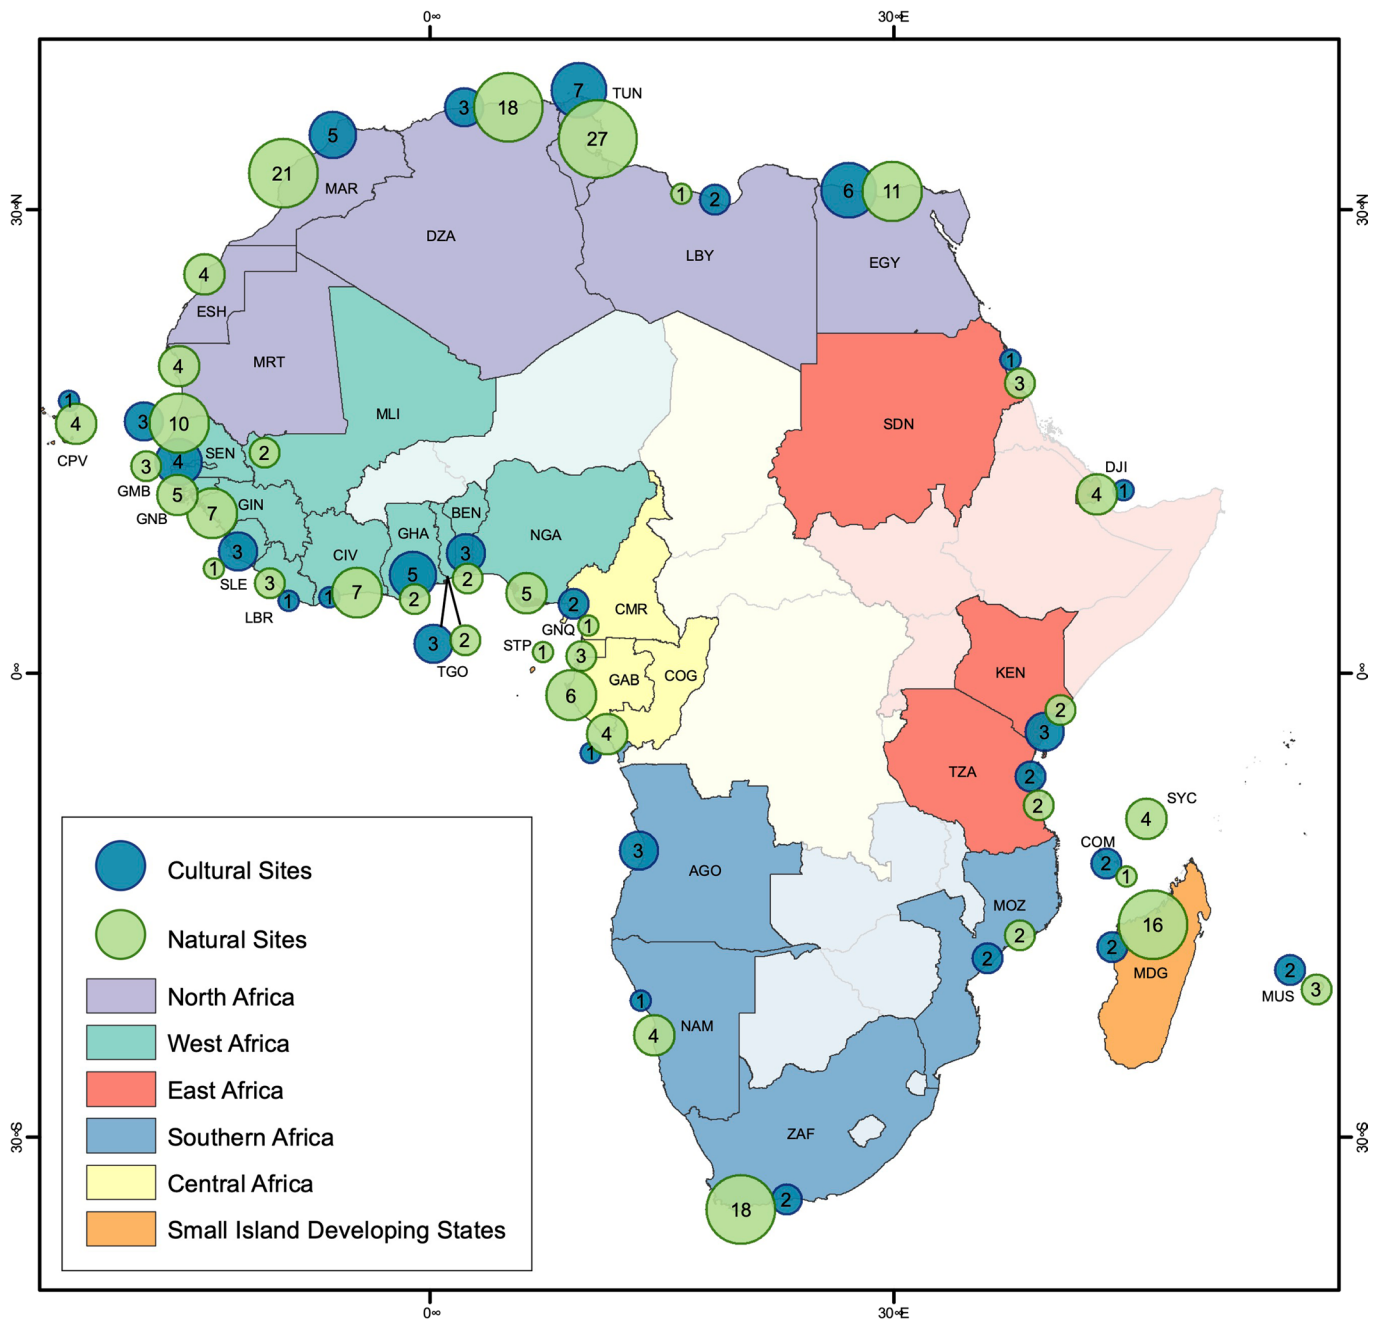 0∞
30∞E
7
TUN
3
18
5
27
21
MAR
1
2
6
11
30∞N
30∞N
DZA
LBY
EGY
4
ESH
MRT
4
1
3
1
4
CPV
3
10
MLI
SDN
SEN
2
4
3
GMB
DJI
4
1
5
GNB
7
GIN
BEN
GHA
NGA
3
CIV
3
1
SLE
3
5
2
LBR
1
1
7
2
5
2
CMR
GNQ
1
3
2
TGO
STP
1
3
GAB
COG
KEN
0∞
0∞
6
2
4
3
1
TZA
2
2
SYC
4
COM
3
2
1
AGO
MOZ
16
2
2
2
MDG
2
MUS
3
1
NAM
4
ZAF
30∞S
30∞S
18
2
Cultural Sites
Natural Sites
North Africa
West Africa
East Africa
Southern Africa
Central Africa
Small Island Developing States
0∞
30∞E